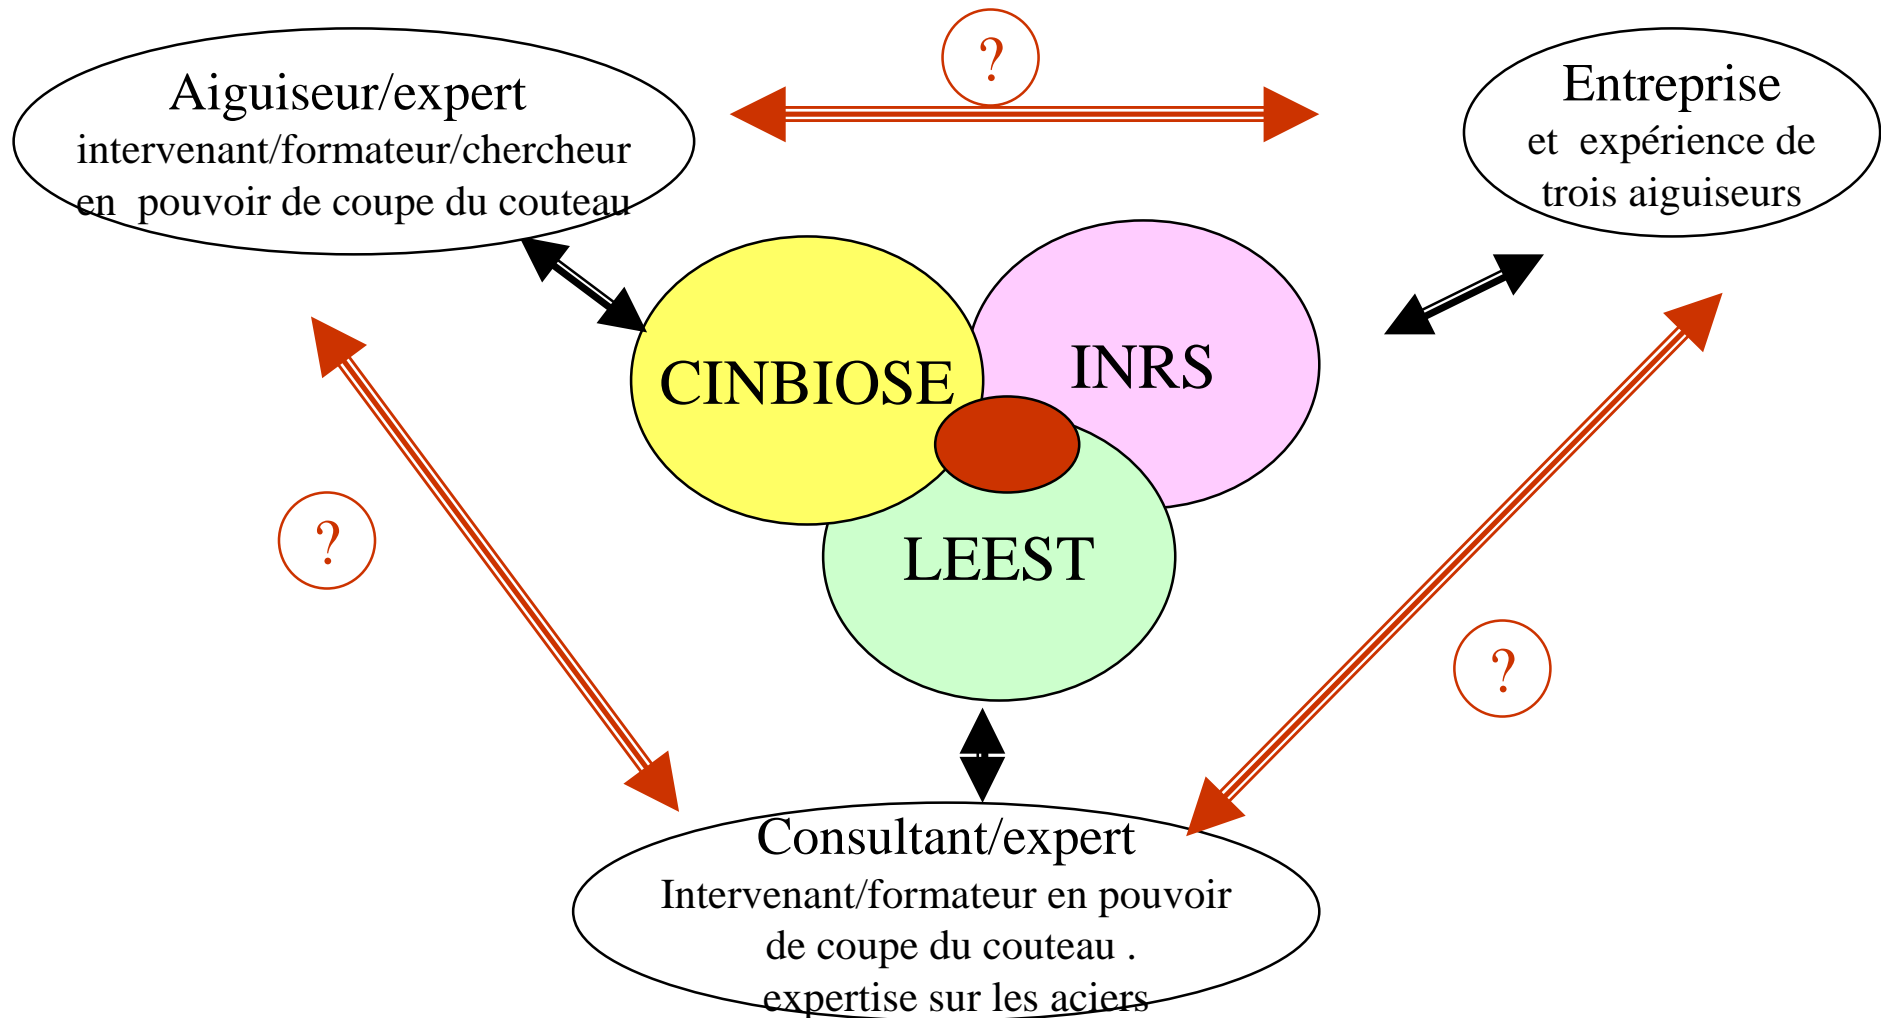 ?
Aiguiseur/expert
intervenant/formateur/chercheur
en pouvoir de coupe du couteau
Entreprise
et expérience de
trois aiguiseurs
CINBIOSE
INRS
LEEST
?
?
Consultant/expert
Intervenant/formateur en pouvoir
de coupe du couteau .
expertise sur les aciers